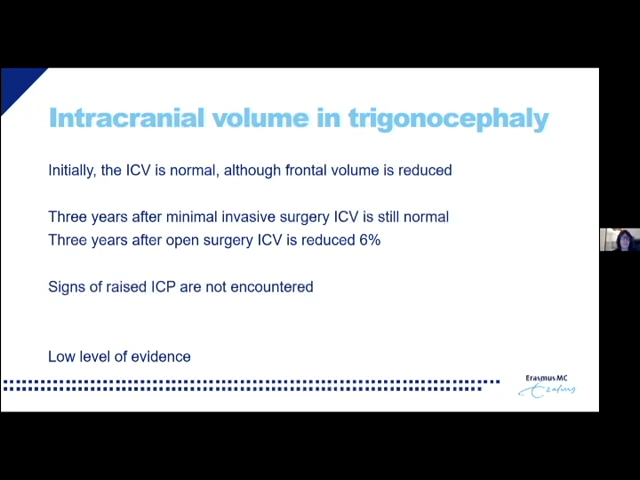 Intracranial volume in trigonocephaly
Initially, the ICV is normal, although frontal volume is reduced
Three years after minimal invasive surgery ICV is still normal
Three years after open surgery ICV is reduced 6%
Signs of raised ICP are not encountered
Low level of evidence
Erasmus MC
Erasmus